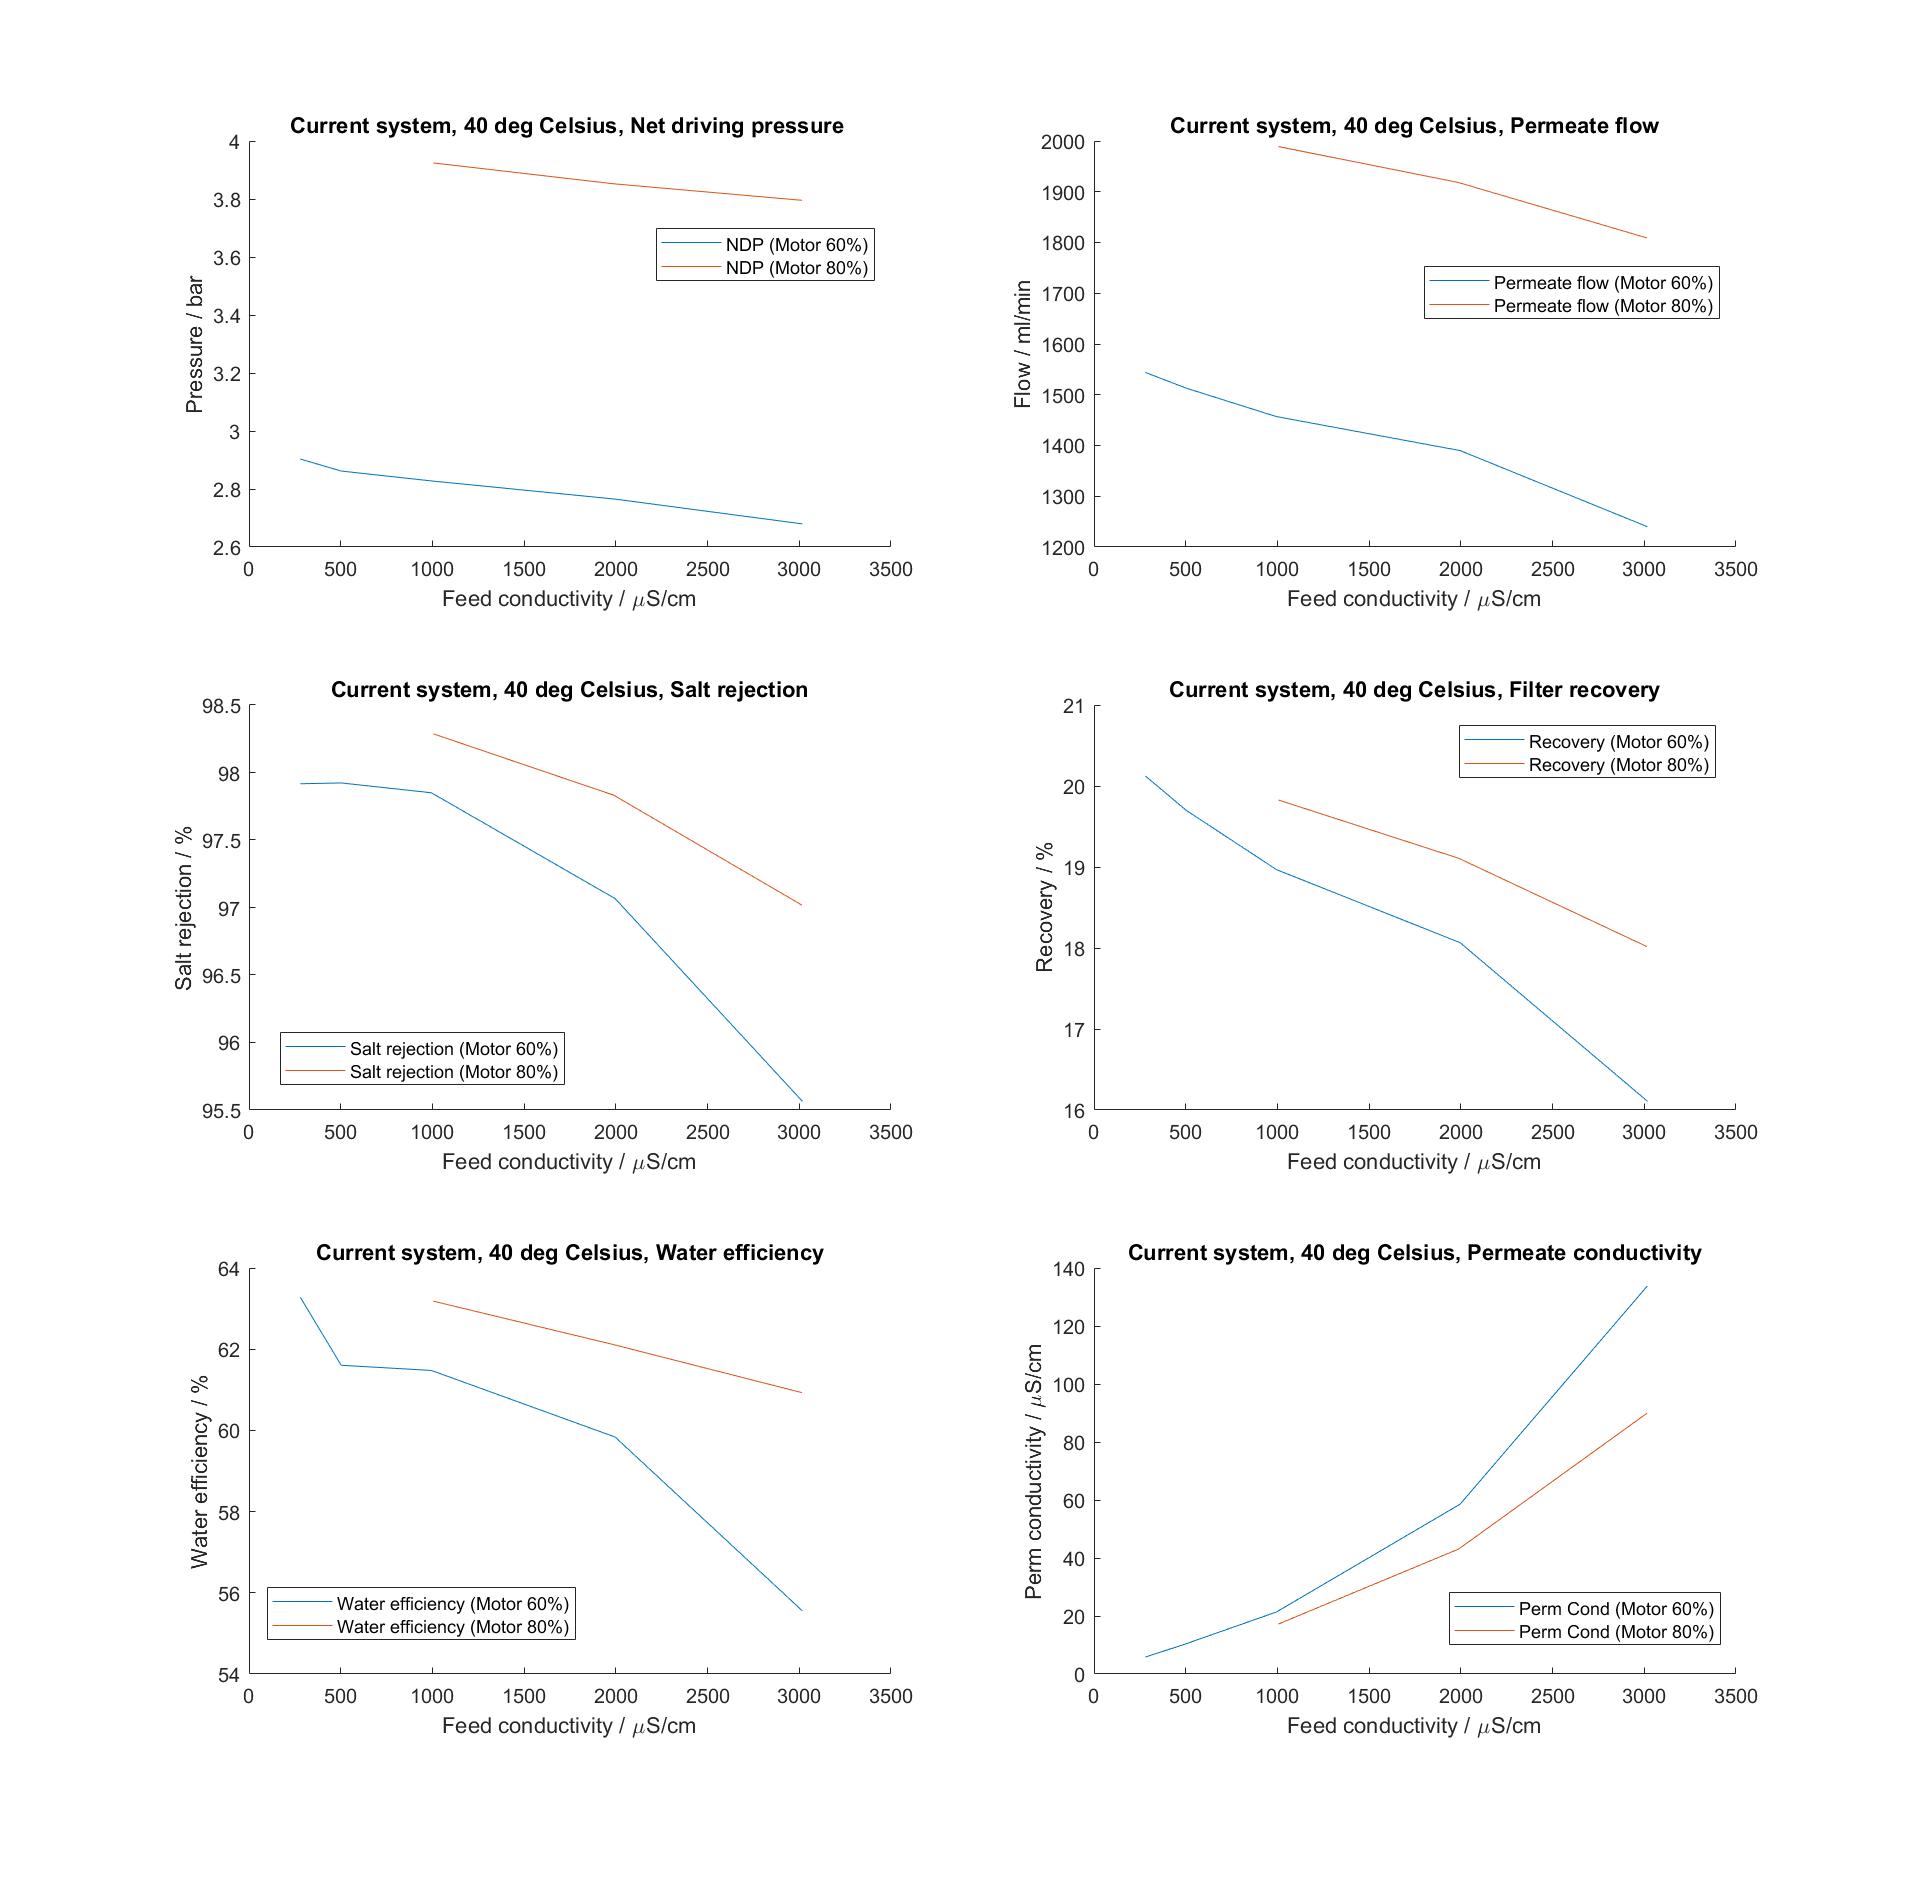 Current system, 40 deg Celsius, Net driving pressure
4
3.8
3.6
3.4
3.2
3
2.8
2.6
Pressure / bar
NDP (Motor 60%)
NDP (Motor 80%)
0 500 1000 1500 2000 2500 3000 3500
Feed conductivity / μS/cm
Current system, 40 deg Celsius, Permeate flow
2000
1900
1800
1700
1600
1500
1400
1300
1200
Flow / ml/min
Permeate flow (Motor 60%)
Permeate flow (Motor 80%)
0 500 1000 1500 2000 2500 3000 3500
Feed conductivity / μS/cm
Current system, 40 deg Celsius, Salt rejection
98.5
98
97.5
97
96.5
96
95.5
Salt rejection / %
Salt rejection (Motor 60%)
Salt rejection (Motor 80%)
0 500 1000 1500 2000 2500 3000 3500
Feed conductivity / μS/cm
Current system, 40 deg Celsius, Filter recovery
21
20
19
18
17
16
Recovery / %
Recovery (Motor 60%)
Recovery (Motor 80%)
0 500 1000 1500 2000 2500 3000 3500
Feed conductivity / μS/cm
Current system, 40 deg Celsius, Water efficiency
64
62
60
58
56
54
Water efficiency / %
Water efficiency (Motor 60%)
Water efficiency (Motor 80%)
0 500 1000 1500 2000 2500 3000 3500
Feed conductivity / μS/cm
Current system, 40 deg Celsius, Permeate conductivity
140
120
100
80
60
40
20
0
Perm conductivity / μS/cm
Perm Cond (Motor 60%)
Perm Cond (Motor 80%)
0 500 1000 1500 2000 2500 3000 3500
Feed conductivity / μS/cm